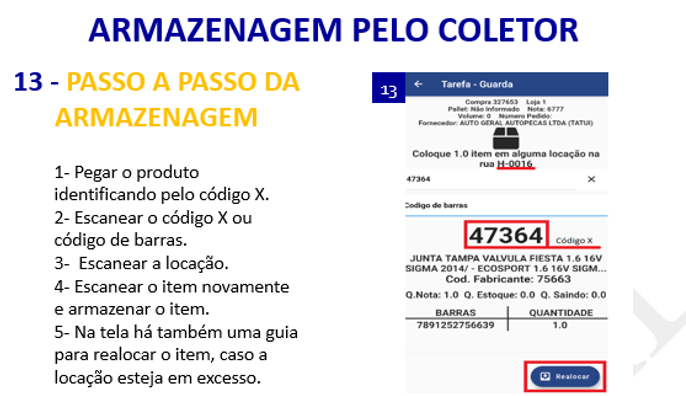 ARMAZENAGEM PELO COLETOR
13 - PASSO A PASSO DA
ARMAZENAGEM
1- Pegar o produto
identificando pelo código X.
2- Escanear o código X ou
código de barras.
3-  Escanear a locação.
4- Escanear o item novamente
e armazenar o item.
5- Na tela há também uma guia
para realocar o item, caso a
locação esteja em excesso.
13
Tarefa - Guarda
Compra 327653 Loja 1
Pallet: Não informado Nota: 6777
Volume: 0 Numero Pedido:
Fornecedor: AUTO GERAL AUTOPECAS LTDA (TATUI)
Coloque 1.0 item em alguma locação na
rua H-0016
47364
Codigo de barras
47364 Código X
JUNTA TAMPA VALVULA FIESTA 1.6 16V
SIGMA 2014/ - ECOSPORT 1.6 16V SIGM...
Cod. Fabricante: 75663
Q.Nota: 1.0 Q. Estoque: 0.0 Q. Saindo: 0.0
BARRAS QUANTIDADE
7891252756639 1.0
Realocar